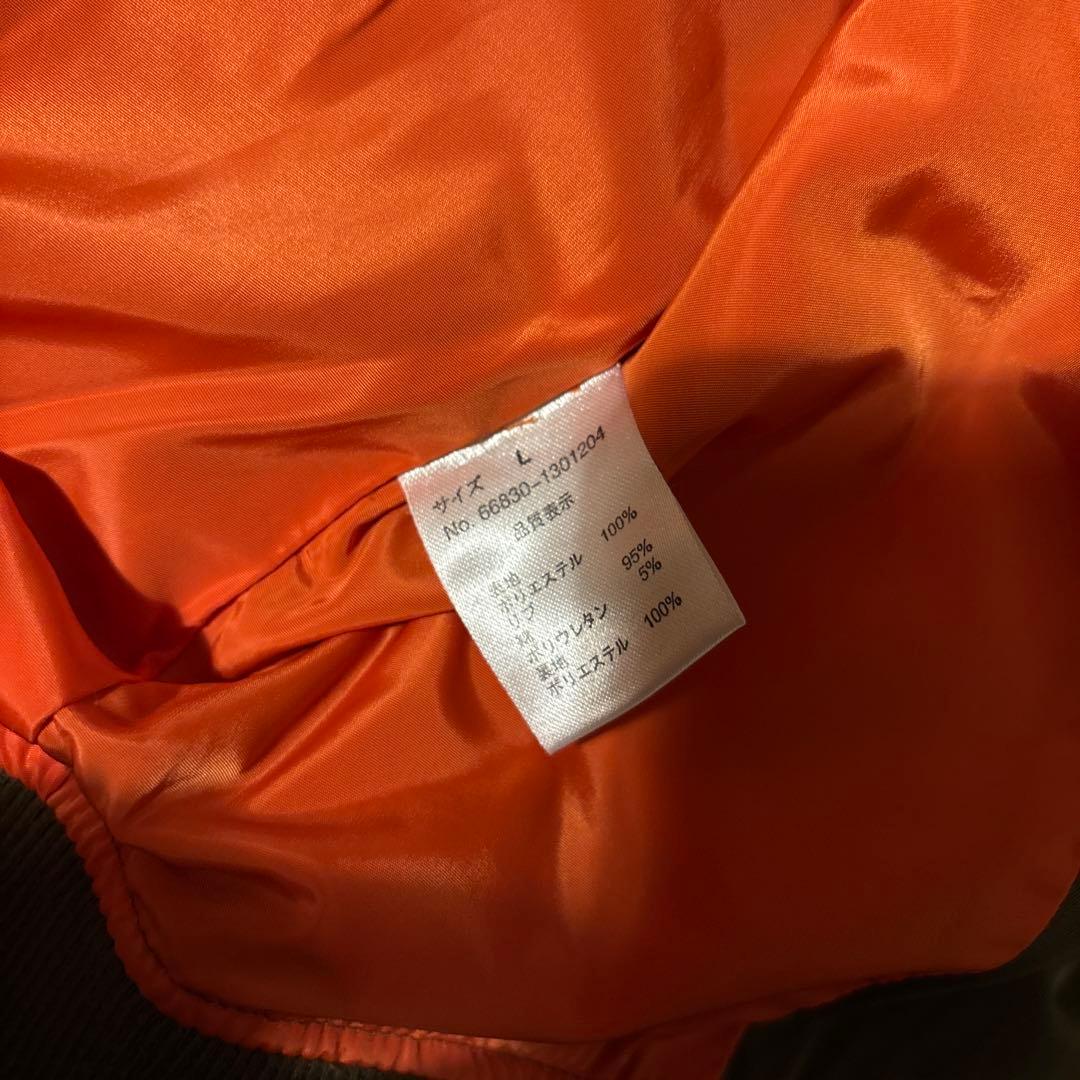 サイズ L
No. 66830-1301204
品質表示
表地
ポリエステル 100%
リブ
綿 95%
ポリウレタン 5%
裏地
ポリエステル 100%